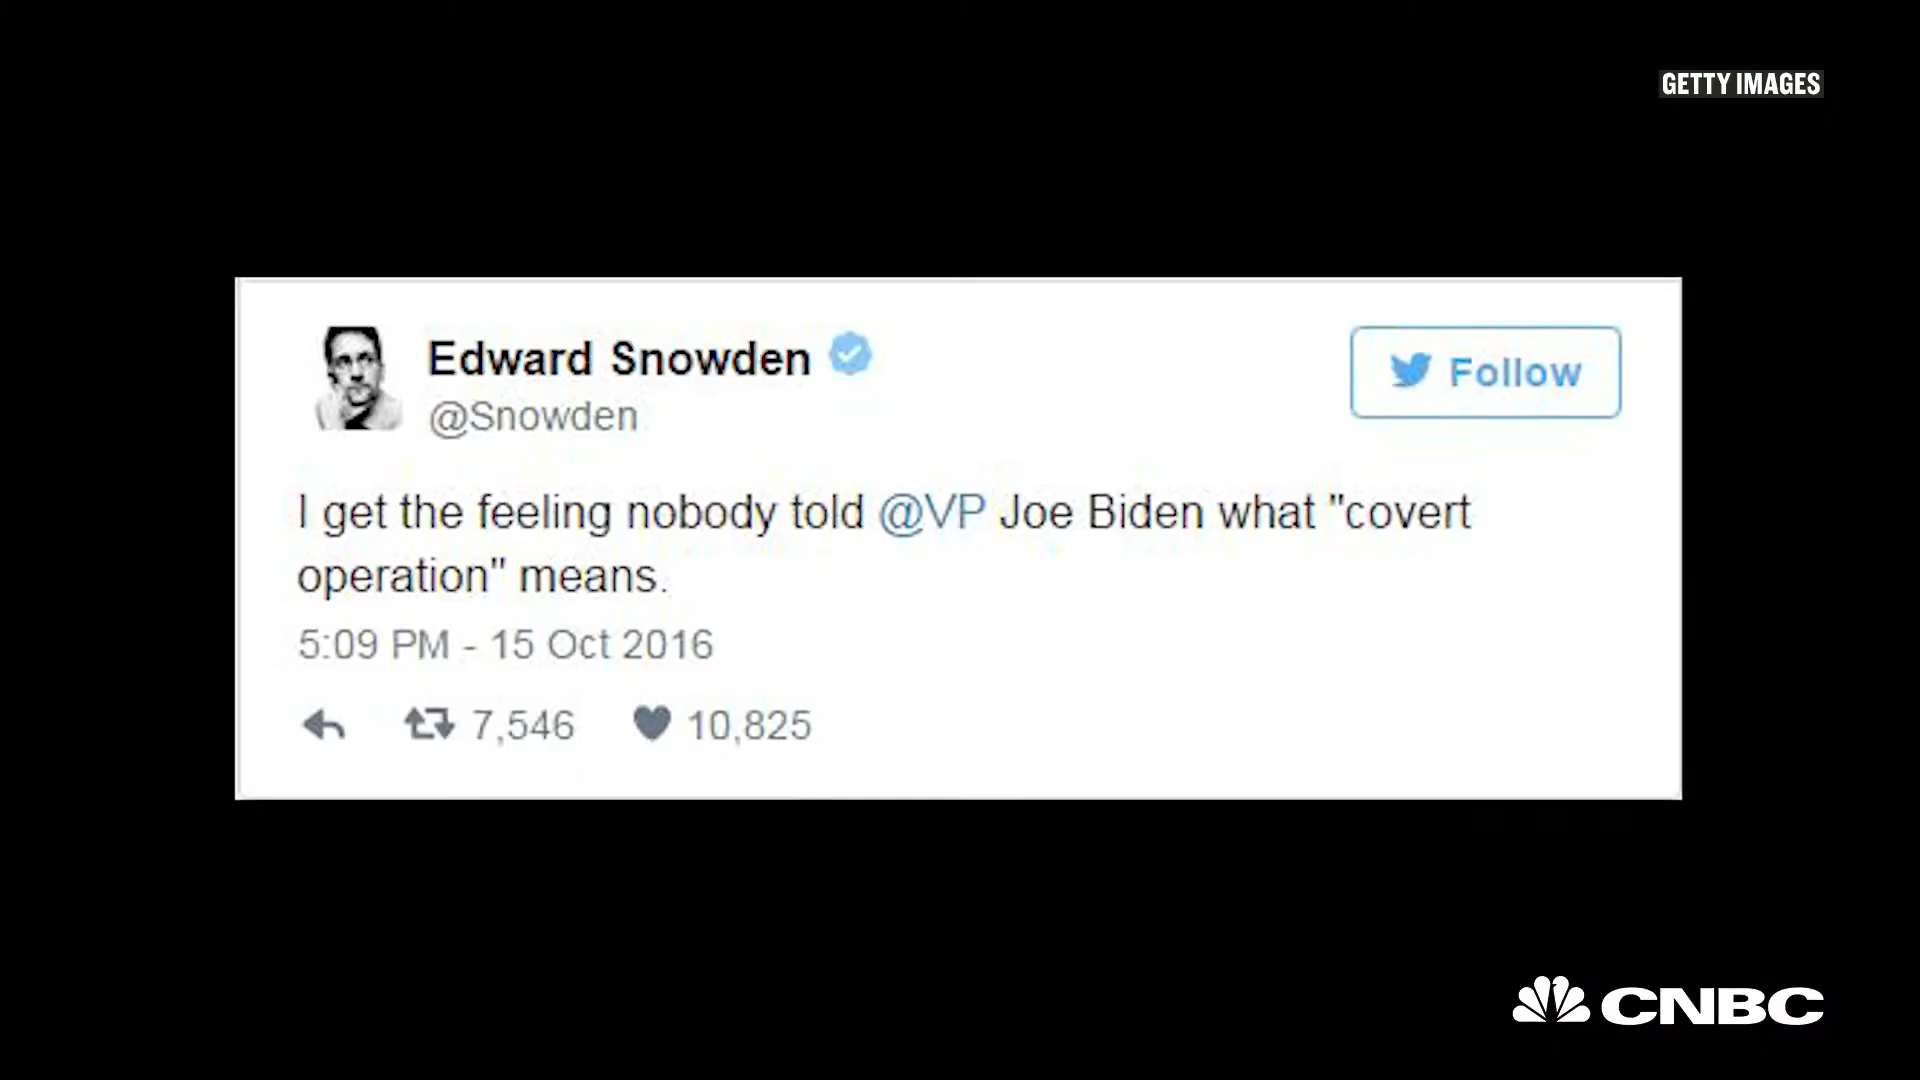 GETTY IMAGES
Edward Snowden
@Snowden
Follow
I get the feeling nobody told @VP Joe Biden what "covert
operation" means.
5:09 PM - 15 Oct 2016
7,546 10,825
CNBC